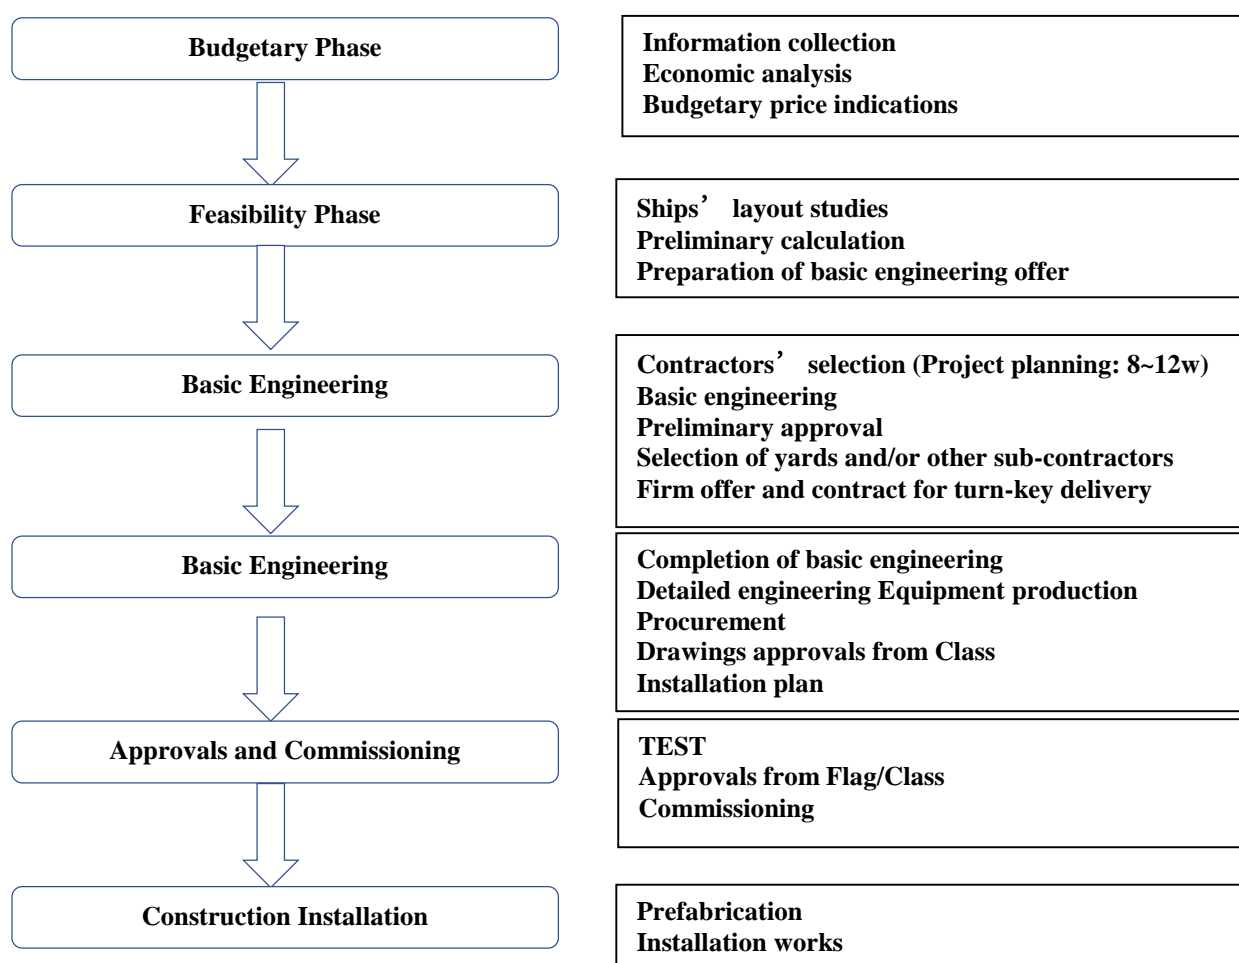 Budgetary Phase
Information collection
Economic analysis
Budgetary price indications
Feasibility Phase
Ships’ layout studies
Preliminary calculation
Preparation of basic engineering offer
Basic Engineering
Contractors’ selection (Project planning: 8~12w)
Basic engineering
Preliminary approval
Selection of yards and/or other sub-contractors
Firm offer and contract for turn-key delivery
Basic Engineering
Completion of basic engineering
Detailed engineering Equipment production
Procurement
Drawings approvals from Class
Installation plan
Approvals and Commissioning
TEST
Approvals from Flag/Class
Commissioning
Construction Installation
Prefabrication
Installation works